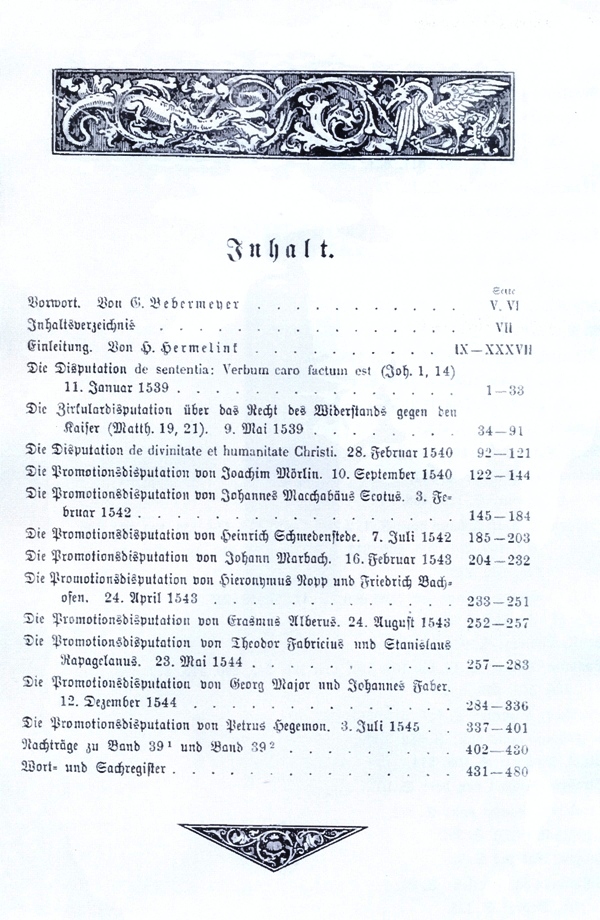 Inhalt.
Seite
Vorwort. Von G. Bebermeyer . . . . . . . . . . . V. VI
Inhaltsverzeichnis . . . . . . . . . . . . . . . . VII
Einleitung. Von H. Hermelink . . . . . . . . . . IX—XXXVII
Die Disputation de sententia: Verbum caro factum est (Joh. 1, 14)
11. Januar 1539 . . . . . . . . . . . . . . . 1—33
Die Zirkulardisputation über das Recht des Widerstands gegen den
Kaiser (Matth. 19, 21). 9. Mai 1539 . . . . . . . . 34—91
Die Disputation de divinitate et humanitate Christi. 28. Februar 1540 92—121
Die Promotionsdisputation von Joachim Mörlin. 10. September 1540 122—144
Die Promotionsdisputation von Johannes Macchabäus Scotus. 3. Fe-
bruar 1542 . . . . . . . . . . . . . . . . . 145—184
Die Promotionsdisputation von Heinrich Schmedenstede. 7. Juli 1542 185—203
Die Promotionsdisputation von Johann Marbach. 16. Februar 1543 204—232
Die Promotionsdisputation von Hieronymus Nopp und Friedrich Bach-
ofen. 24. April 1543 . . . . . . . . . . . . . 233—251
Die Promotionsdisputation von Erasmus Alberus. 24. August 1543 252—257
Die Promotionsdisputation von Theodor Fabricius und Stanislaus
Rapagelanus. 23. Mai 1544 . . . . . . . . . . . 257—283
Die Promotionsdisputation von Georg Major und Johannes Faber.
12. Dezember 1544 . . . . . . . . . . . . . . 284—336
Die Promotionsdisputation von Petrus Hegemon. 3. Juli 1545 . . 337—401
Nachträge zu Band 39¹ und Band 39² . . . . . . . . . 402—430
Wort- und Sachregister . . . . . . . . . . . . . . . 431—480